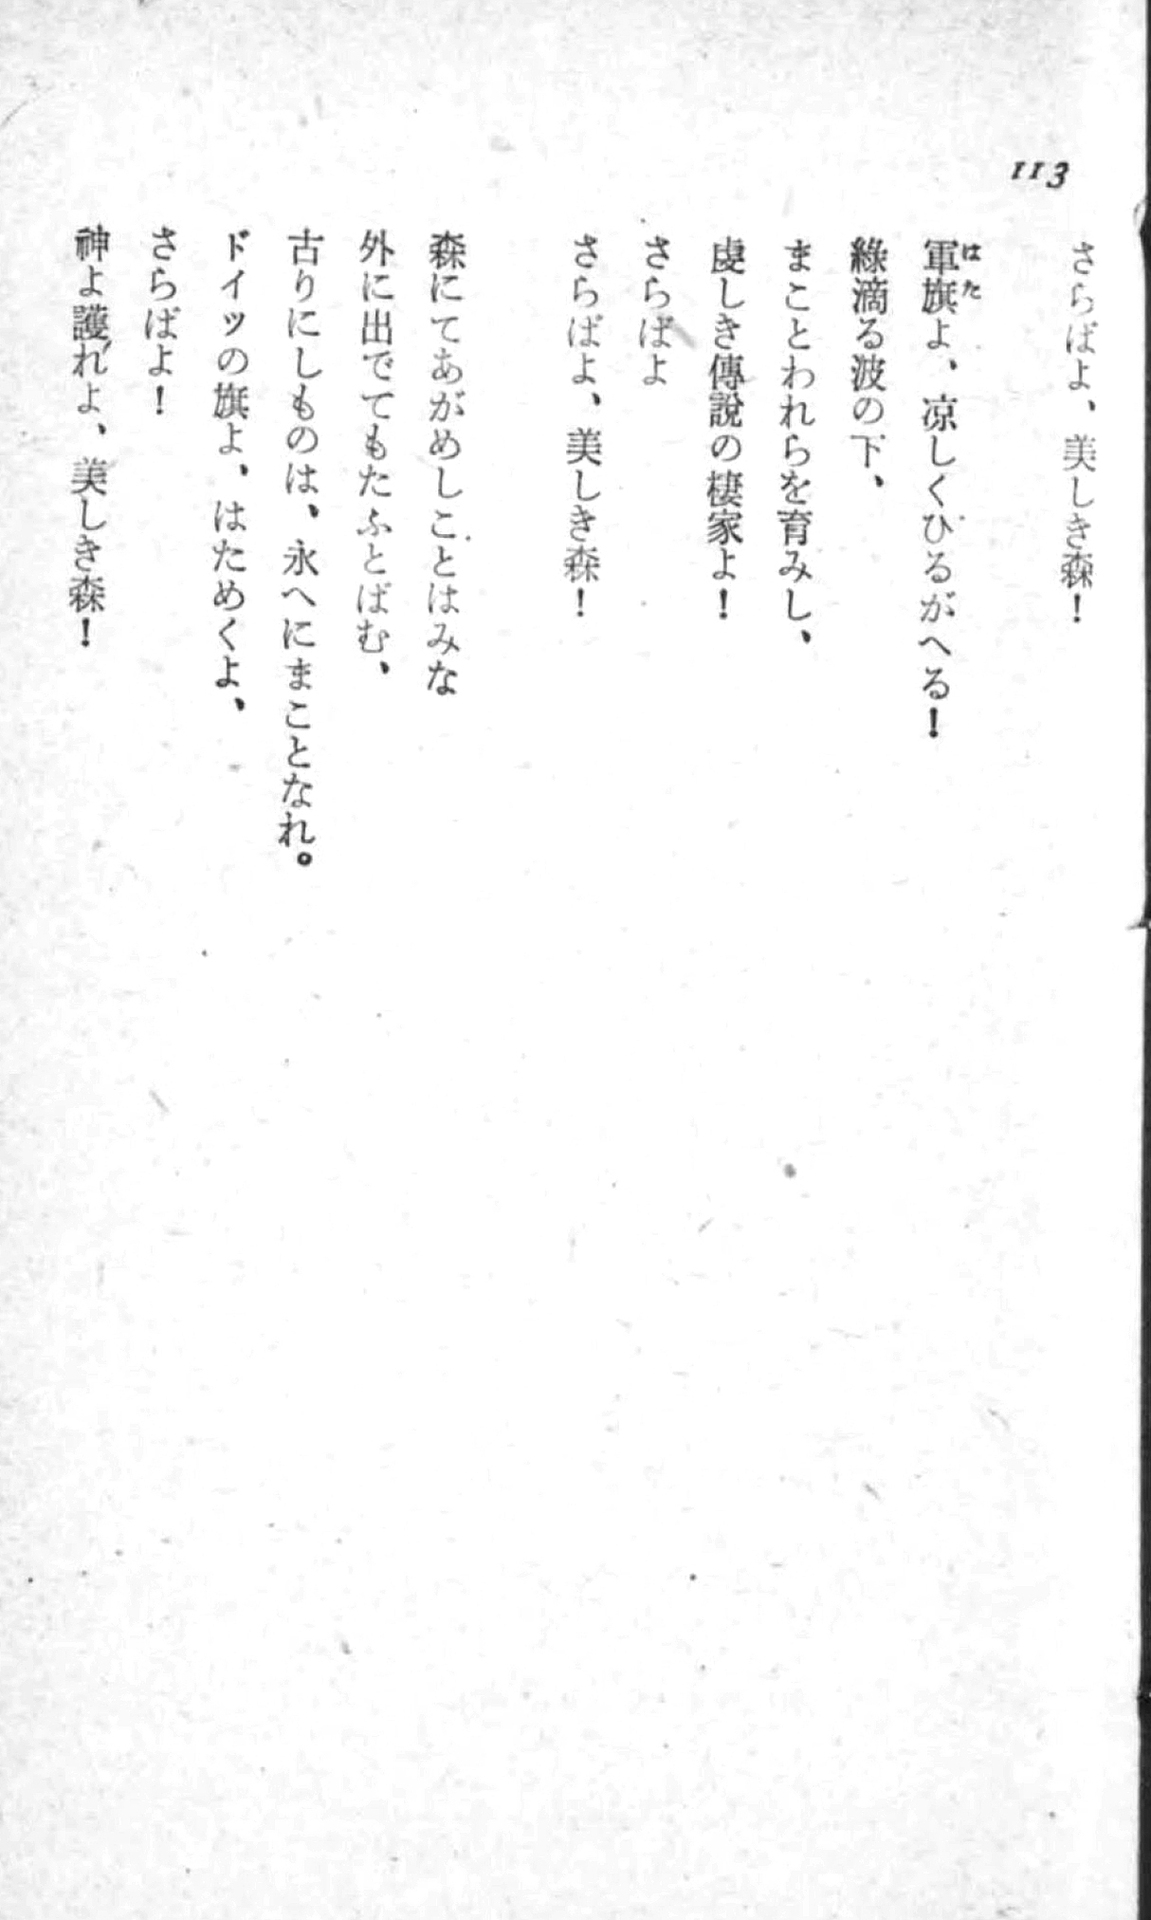 113
さらばよ、美しき森！
軍旗よ、凉しくひるがへる！
はた
綠滴る波の下、
まことわれらを育みし、
虔しき傳說の棲家よ！
さらばよ
さらばよ、美しき森！
森にてあがめしことはみな
外に出でてもたふとばむ、
古りにしものは、永へにまことなれ。
ドイツの旗よ、はためくよ、
さらばよ！
神よ護れよ、美しき森！